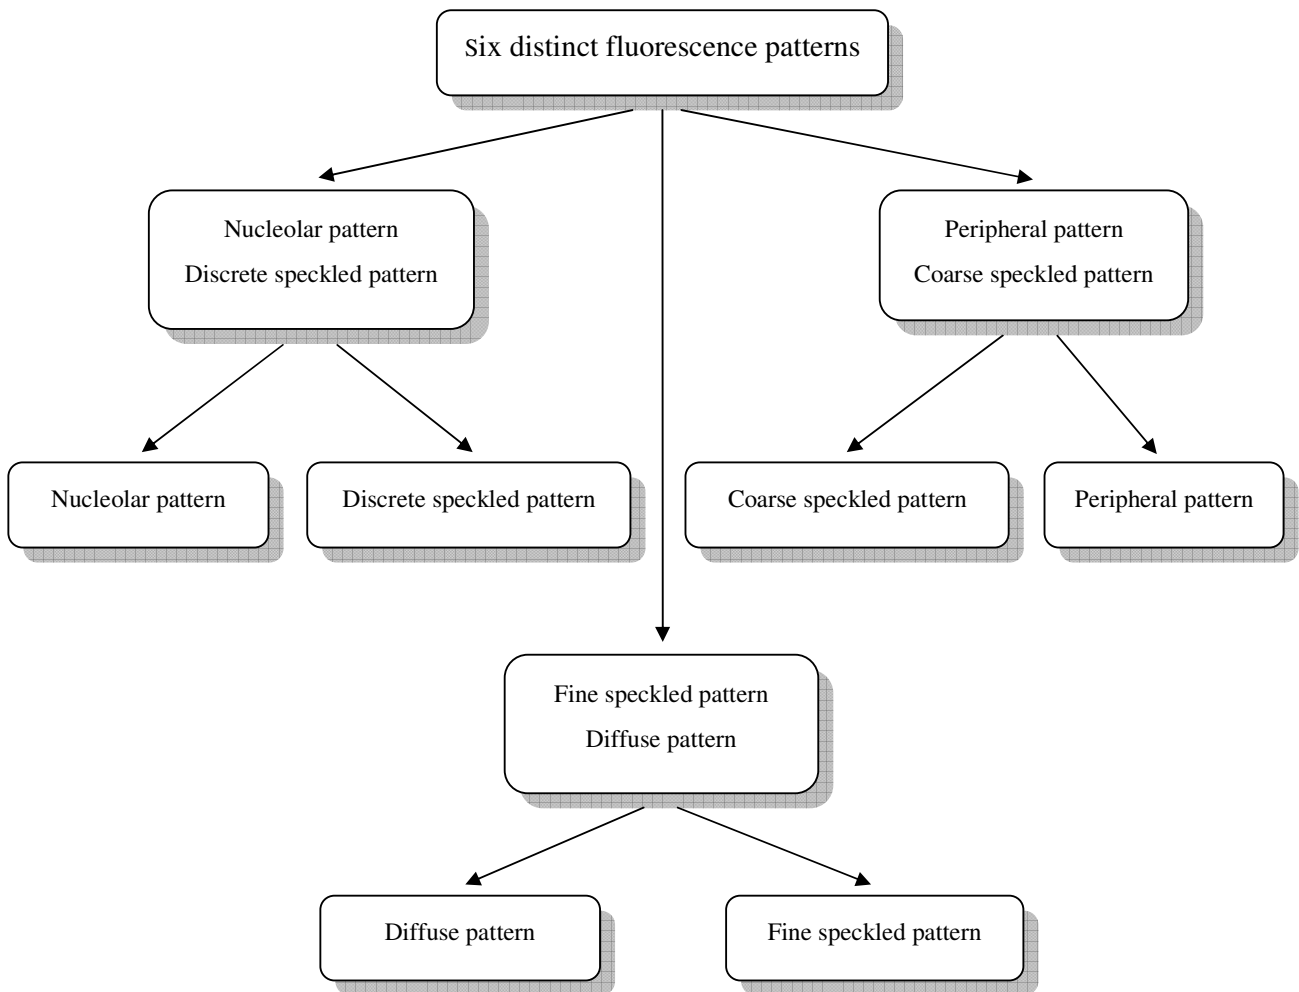 Six distinct fluorescence patterns
Nucleolar pattern
Discrete speckled pattern
Peripheral pattern
Coarse speckled pattern
Nucleolar pattern
Discrete speckled pattern
Coarse speckled pattern
Peripheral pattern
Fine speckled pattern
Diffuse pattern
Diffuse pattern
Fine speckled pattern